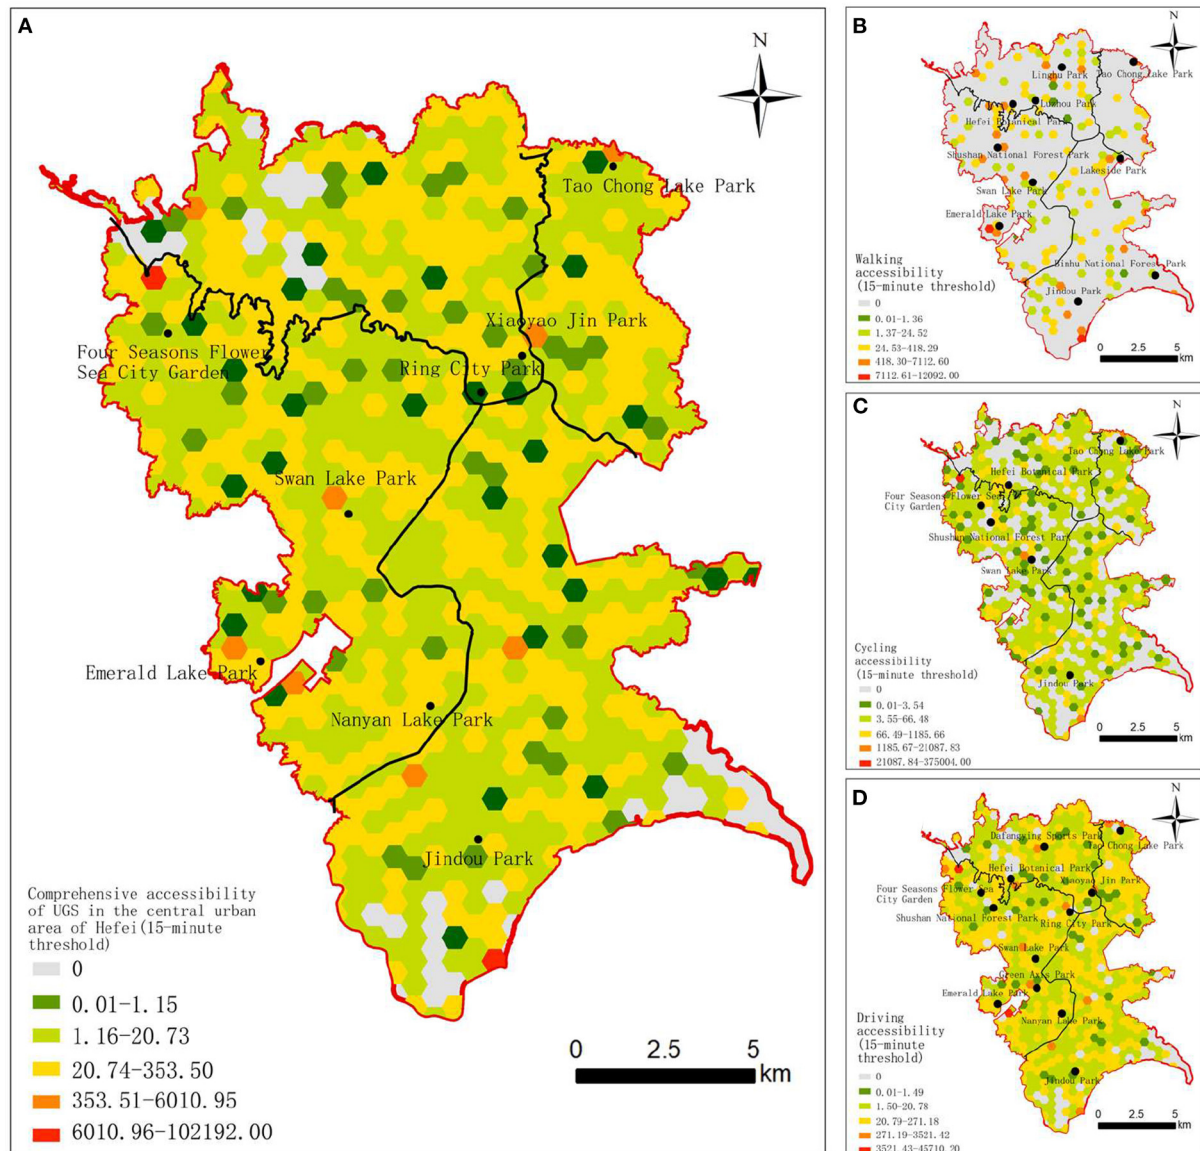 A
N
Tao Chong Lake Park
Xiaoyao Jin Park
Four Seasons Flower
Sea City Garden
Ring City Park
Swan Lake Park
Emerald Lake Park
Nanyan Lake Park
Jindou Park
Comprehensive accessibility
of UGS in the central urban
area of Hefei(15-minute
threshold)
0
0.01-1.15
1.16-20.73
20.74-353.50
353.51-6010.95
6010.96-102192.00
0 2.5 5
km
B
N
Linghu Park
Tao Chong Lake Park
Luzhou Park
Hefei Botanical Park
Shushan National Forest Park
Lakeside Park
Swan Lake Park
Emerald Lake Park
Binhu National Forest Park
Jindou Park
Walking
accessibility
(15-minute threshold)
0
0.01-1.36
1.37-24.52
24.53-418.29
418.30-7112.60
7112.61-12092.00
0 2.5 5
km
C
N
Tao Chong Lake Park
Hefei Botanical Park
Four Seasons Flower Sea
City Garden
Shushan National Forest Park
Swan Lake Park
Jindou Park
Cycling
accessibility
(15-minute threshold)
0
0.01-3.54
3.55-66.48
66.49-1185.66
1185.67-21087.83
21087.84-375004.00
0 2.5 5
km
D
N
Dafangying Sports Park
Tao Chong Lake Park
Hefei Botanical Park
Xiaoyao Jin Park
Four Seasons Flower Sea
City Garden
Shushan National Forest Park
Ring City Park
Swan Lake Park
Green Axis Park
Emerald Lake Park
Nanyan Lake Park
Jindou Park
Driving
accessibility
(15-minute
threshold)
0
0.01-1.49
1.50-20.78
20.79-271.18
271.19-3521.42
3521.43-45710.20
0 2.5 5
km